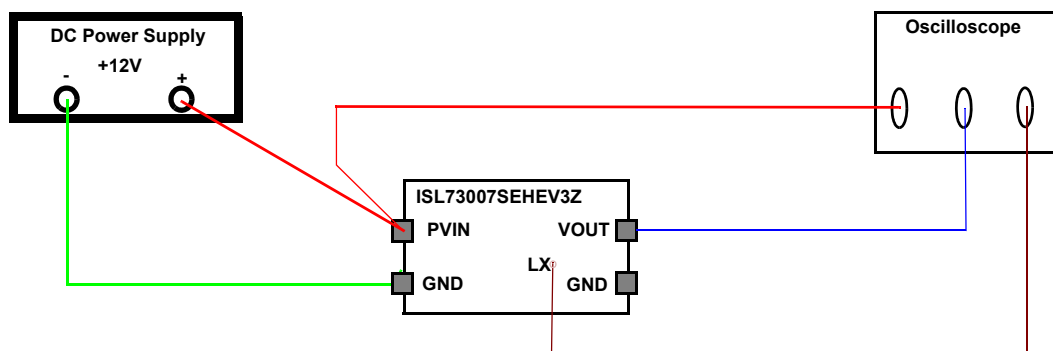 DC Power Supply
+12V
-
+
Oscilloscope
ISL73007SEHEV3Z
PVIN
VOUT
LX
GND
GND